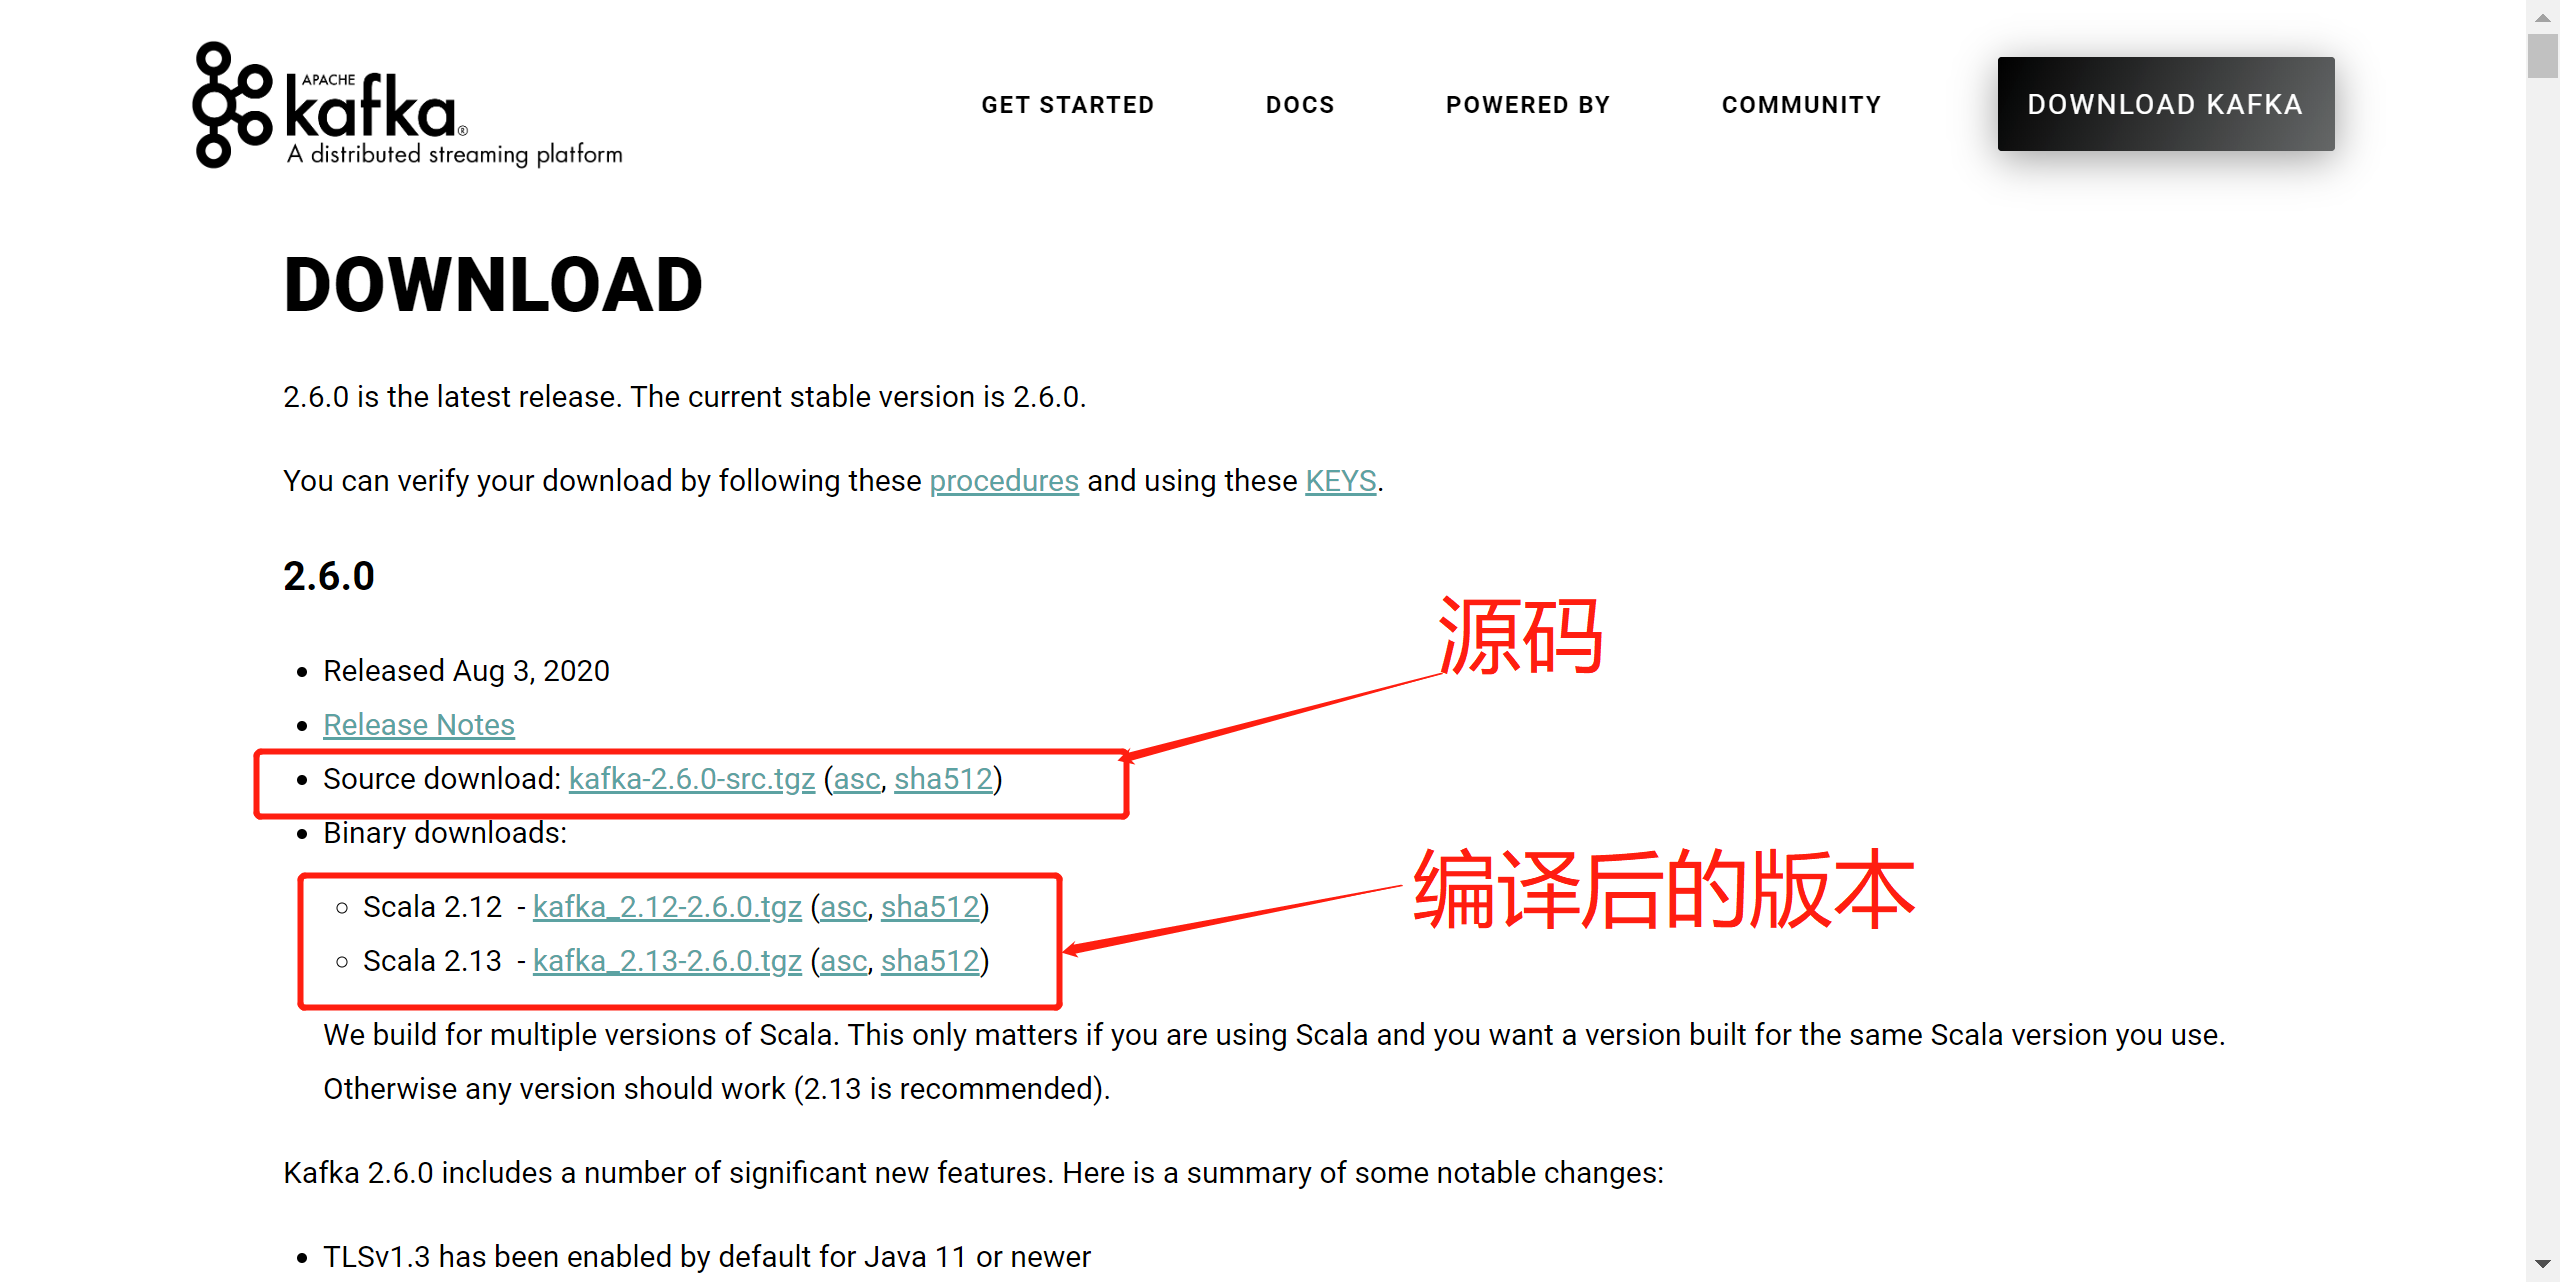 APACHE
kafka®
A distributed streaming platform
GET STARTED DOCS POWERED BY COMMUNITY DOWNLOAD KAFKA
DOWNLOAD
2.6.0 is the latest release. The current stable version is 2.6.0.
You can verify your download by following these procedures and using these KEYS.
2.6.0
源码
Released Aug 3, 2020
Release Notes
Source download: kafka-2.6.0-src.tgz (asc, sha512)
Binary downloads:
编译后的版本
Scala 2.12 - kafka_2.12-2.6.0.tgz (asc, sha512)
Scala 2.13 - kafka_2.13-2.6.0.tgz (asc, sha512)
We build for multiple versions of Scala. This only matters if you are using Scala and you want a version built for the same Scala version you use.
Otherwise any version should work (2.13 is recommended).
Kafka 2.6.0 includes a number of significant new features. Here is a summary of some notable changes:
TLSv1.3 has been enabled by default for Java 11 or newer